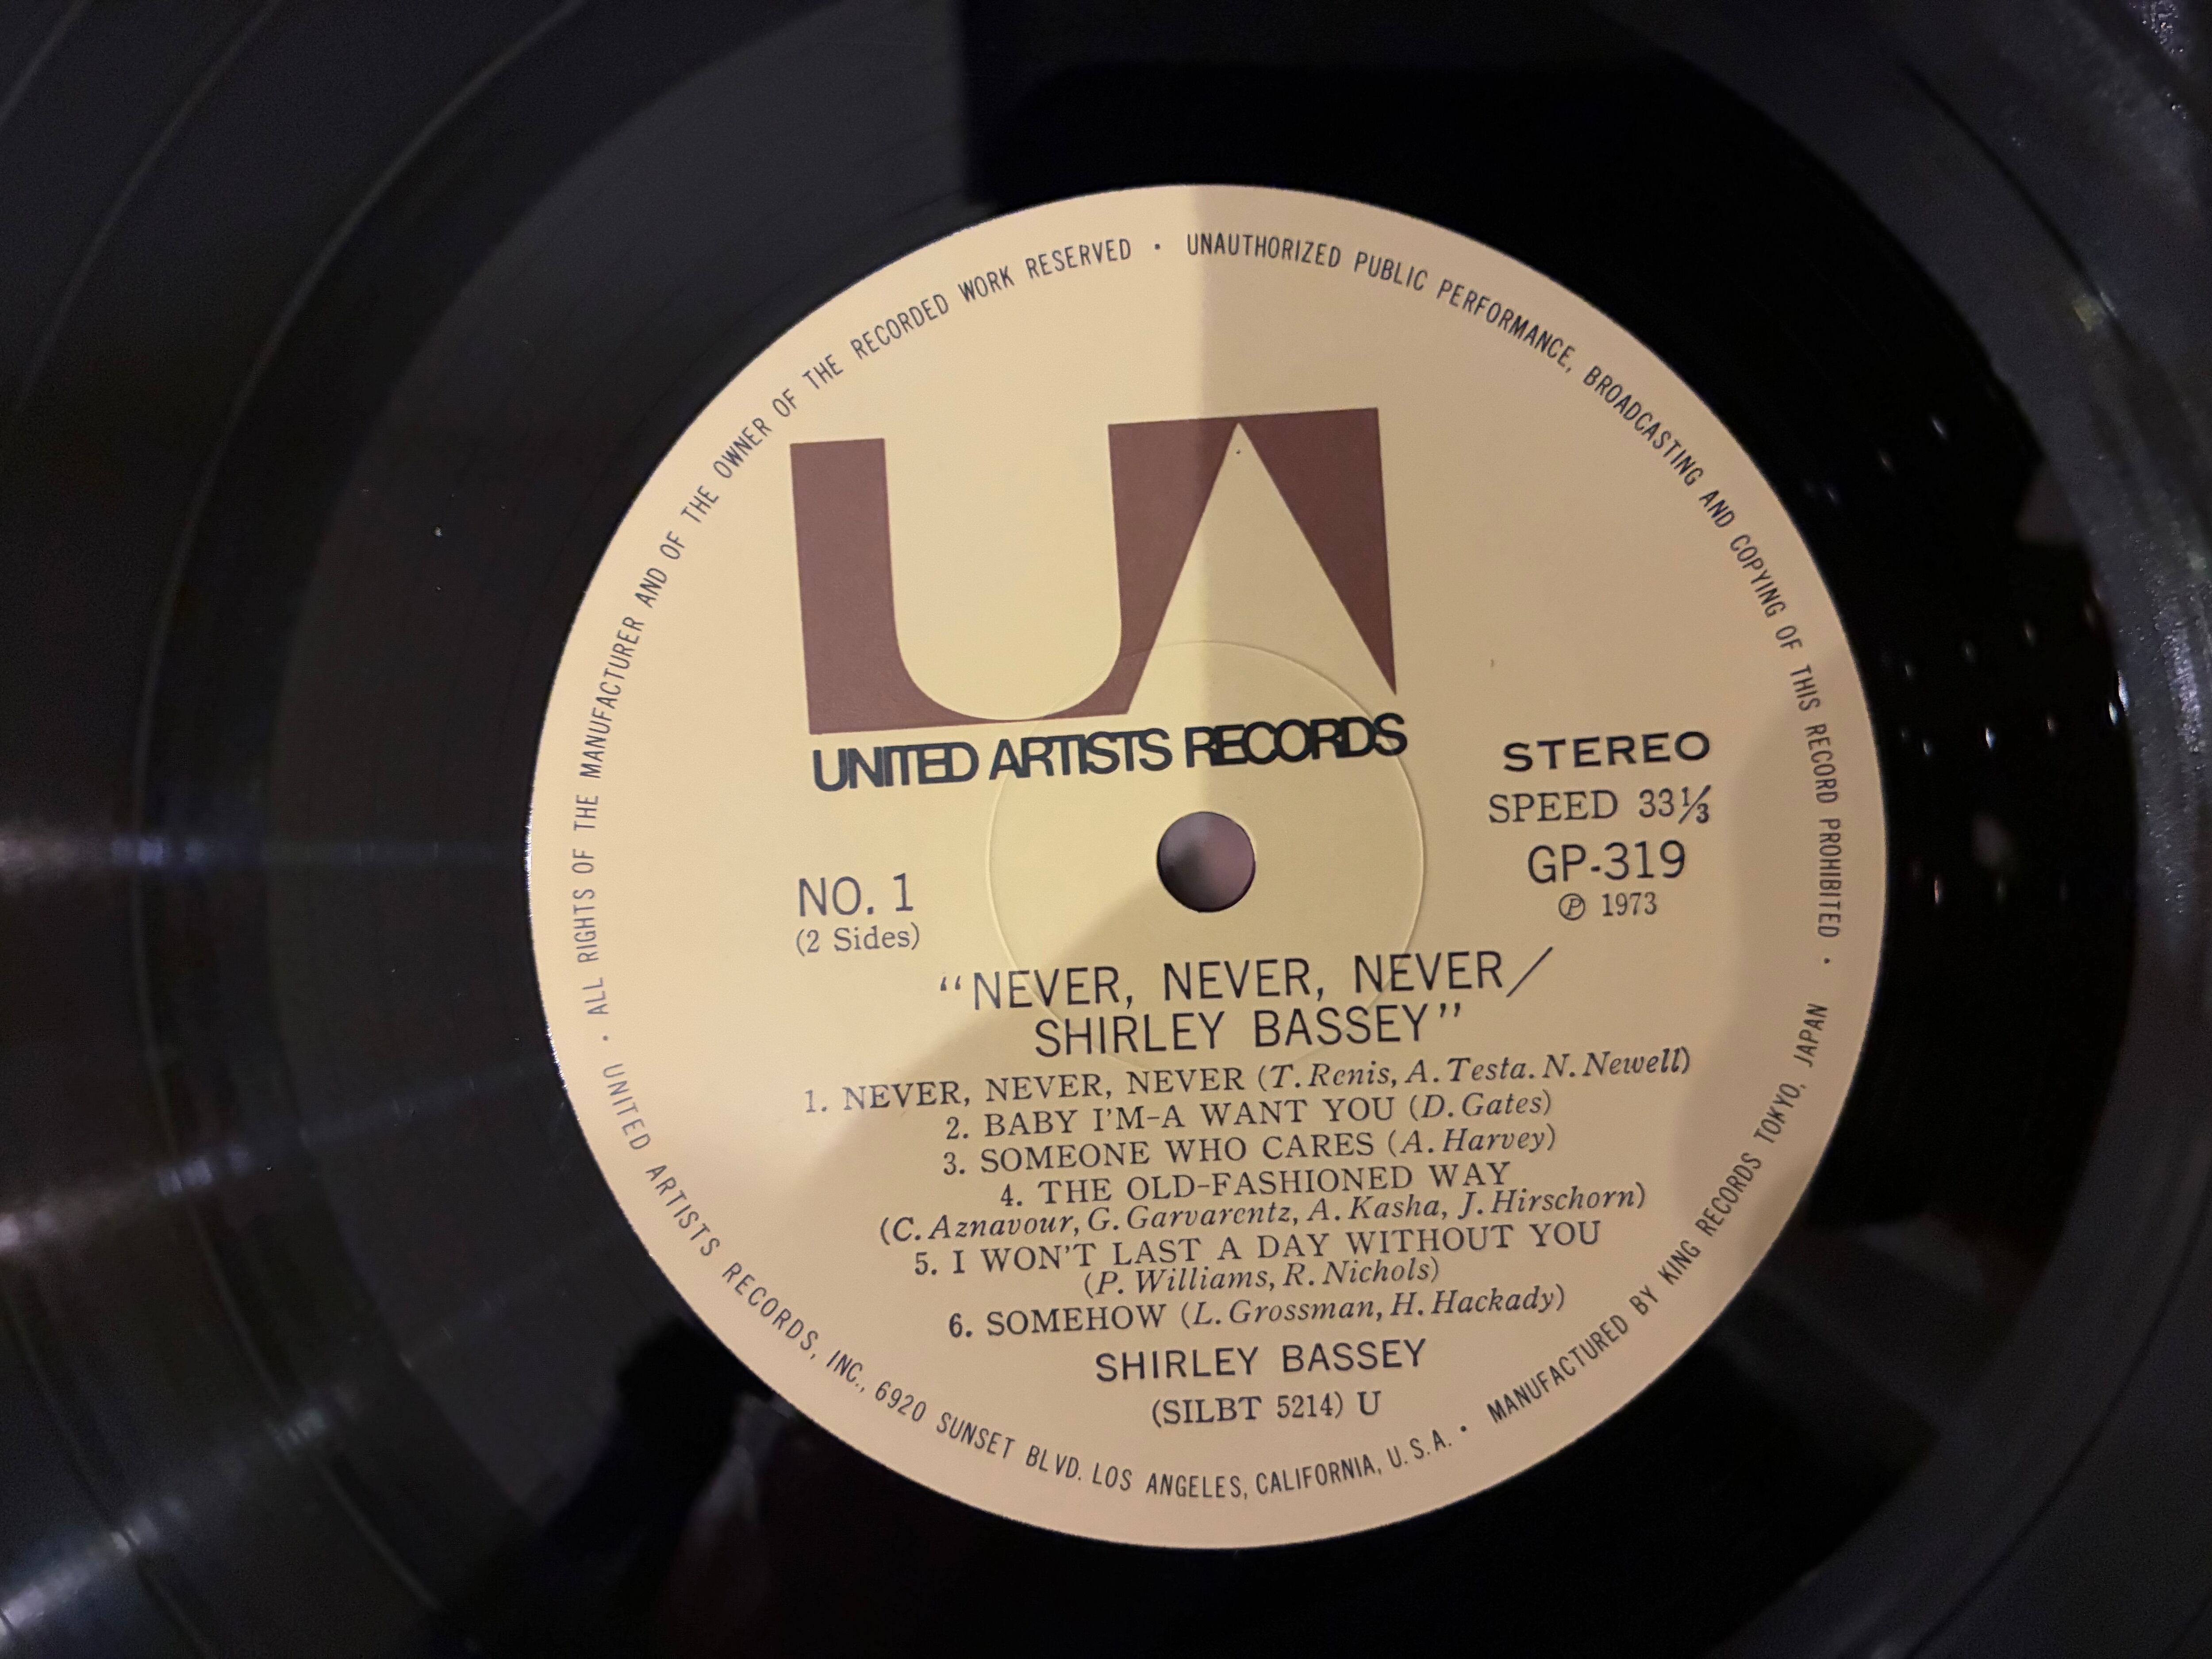 ALL RIGHTS OF THE MANUFACTURER AND OF THE OWNER OF THE RECORDED WORK RESERVED • UNAUTHORIZED PUBLIC PERFORMANCE, BROADCASTING AND COPYING OF THIS RECORD PROHIBITED •
UA
UNITED ARTISTS RECORDS
STEREO
SPEED 33⅓
GP-319
℗ 1973
NO. 1
(2 Sides)
“NEVER, NEVER, NEVER/
SHIRLEY BASSEY”
1. NEVER, NEVER, NEVER (T. Renis, A. Testa. N. Newell)
2. BABY I'M-A WANT YOU (D. Gates)
3. SOMEONE WHO CARES (A. Harvey)
4. THE OLD-FASHIONED WAY
(C. Aznavour, G. Garvarentz, A. Kasha, J. Hirschorn)
5. I WON'T LAST A DAY WITHOUT YOU
(P. Williams, R. Nichols)
6. SOMEHOW (L. Grossman, H. Hackady)
SHIRLEY BASSEY
(SILBT 5214) U
• UNITED ARTISTS RECORDS, INC., 6920 SUNSET BLVD. LOS ANGELES, CALIFORNIA, U.S.A. • MANUFACTURED BY KING RECORDS TOKYO, JAPAN